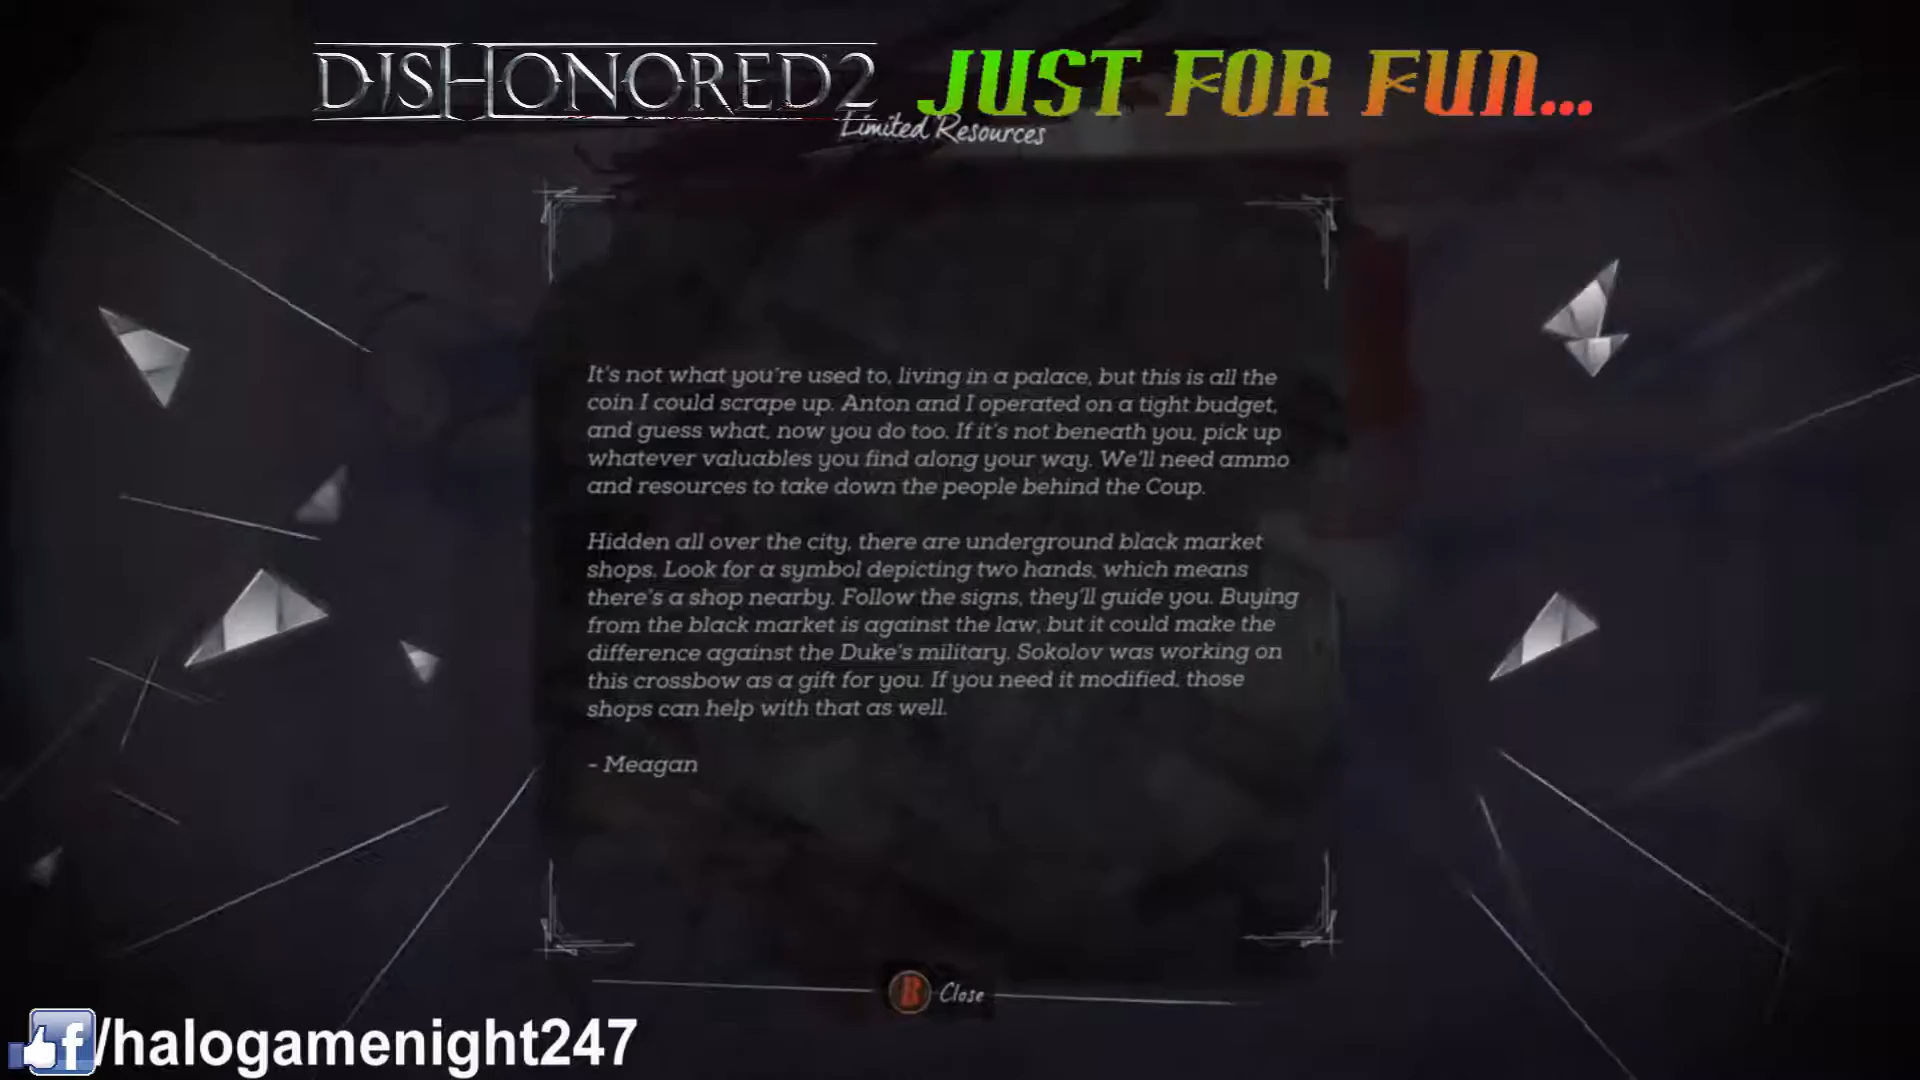 DISHONORED 2 JUST FOR FUN...
Limited Resources
It's not what you're used to, living in a palace, but this is all the
coin I could scrape up. Anton and I operated on a tight budget,
and guess what, now you do too. If it's not beneath you, pick up
whatever valuables you find along your way. We'll need ammo
and resources to take down the people behind the Coup.
Hidden all over the city, there are underground black market
shops. Look for a symbol depicting two hands, which means
there's a shop nearby. Follow the signs, they'll guide you. Buying
from the black market is against the law, but it could make the
difference against the Duke's military. Sokolov was working on
this crossbow as a gift for you. If you need it modified, those
shops can help with that as well.
- Meagan
B Close
f/halogamenight247